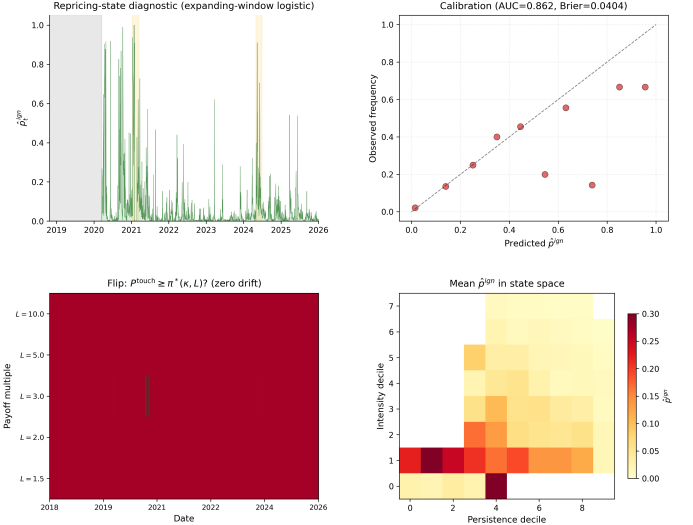 Repricing-state diagnostic (expanding-window logistic)
1.0
0.8
0.6
0.4
0.2
0.0
p̂ₜⁱᵍⁿ
2019 2020 2021 2022 2023 2024 2025 2026
Calibration (AUC=0.862, Brier=0.0404)
1.0
0.8
0.6
0.4
0.2
0.0
Observed frequency
0.0 0.2 0.4 0.6 0.8 1.0
Predicted p̂ⁱᵍⁿ
Flip: Pᵗᵒᵘᶜʰ ≥ π*(κ, L)? (zero drift)
L = 10.0
L = 5.0
L = 3.0
L = 2.0
L = 1.5
Payoff multiple
2018 2019 2020 2022 2024 2025 2026
Date
Mean p̂ⁱᵍⁿ in state space
7
6
5
4
3
2
1
0
Intensity decile
0 2 4 6 8
Persistence decile
0.30
0.25
0.20
0.15
0.10
0.05
0.00
p̂ⁱᵍⁿ